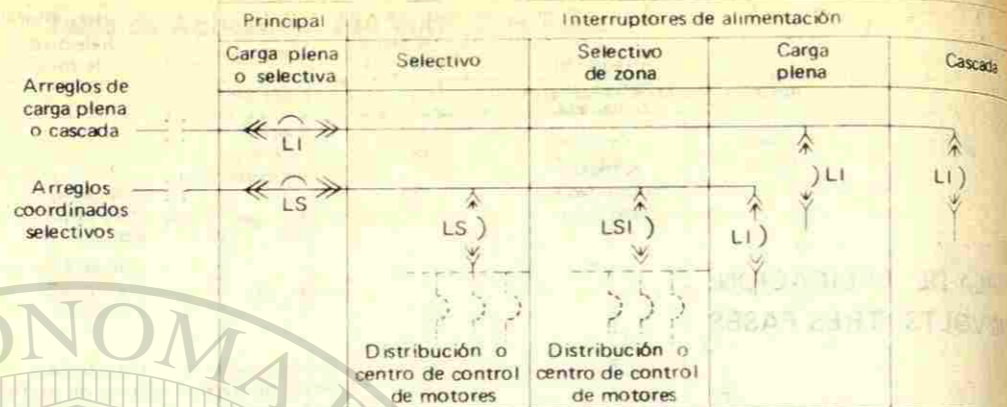 Principal
Interruptores de alimentación
Carga plena
o selectiva
Selectivo
Selectivo
de zona
Carga
plena
Cascada
Arreglos de
carga plena
o cascada
LI
LI
LI
Arreglos
coordinados
selectivos
LS
LS
LSI
LI
Distribución o
centro de control
de motores
Distribución o
centro de control
de motores